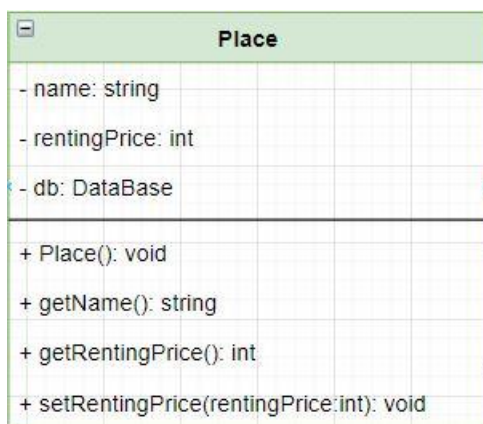 Place
- name: string
- rentingPrice: int
- db: DataBase
+ Place(): void
+ getName(): string
+ getRentingPrice(): int
+ setRentingPrice(rentingPrice:int): void